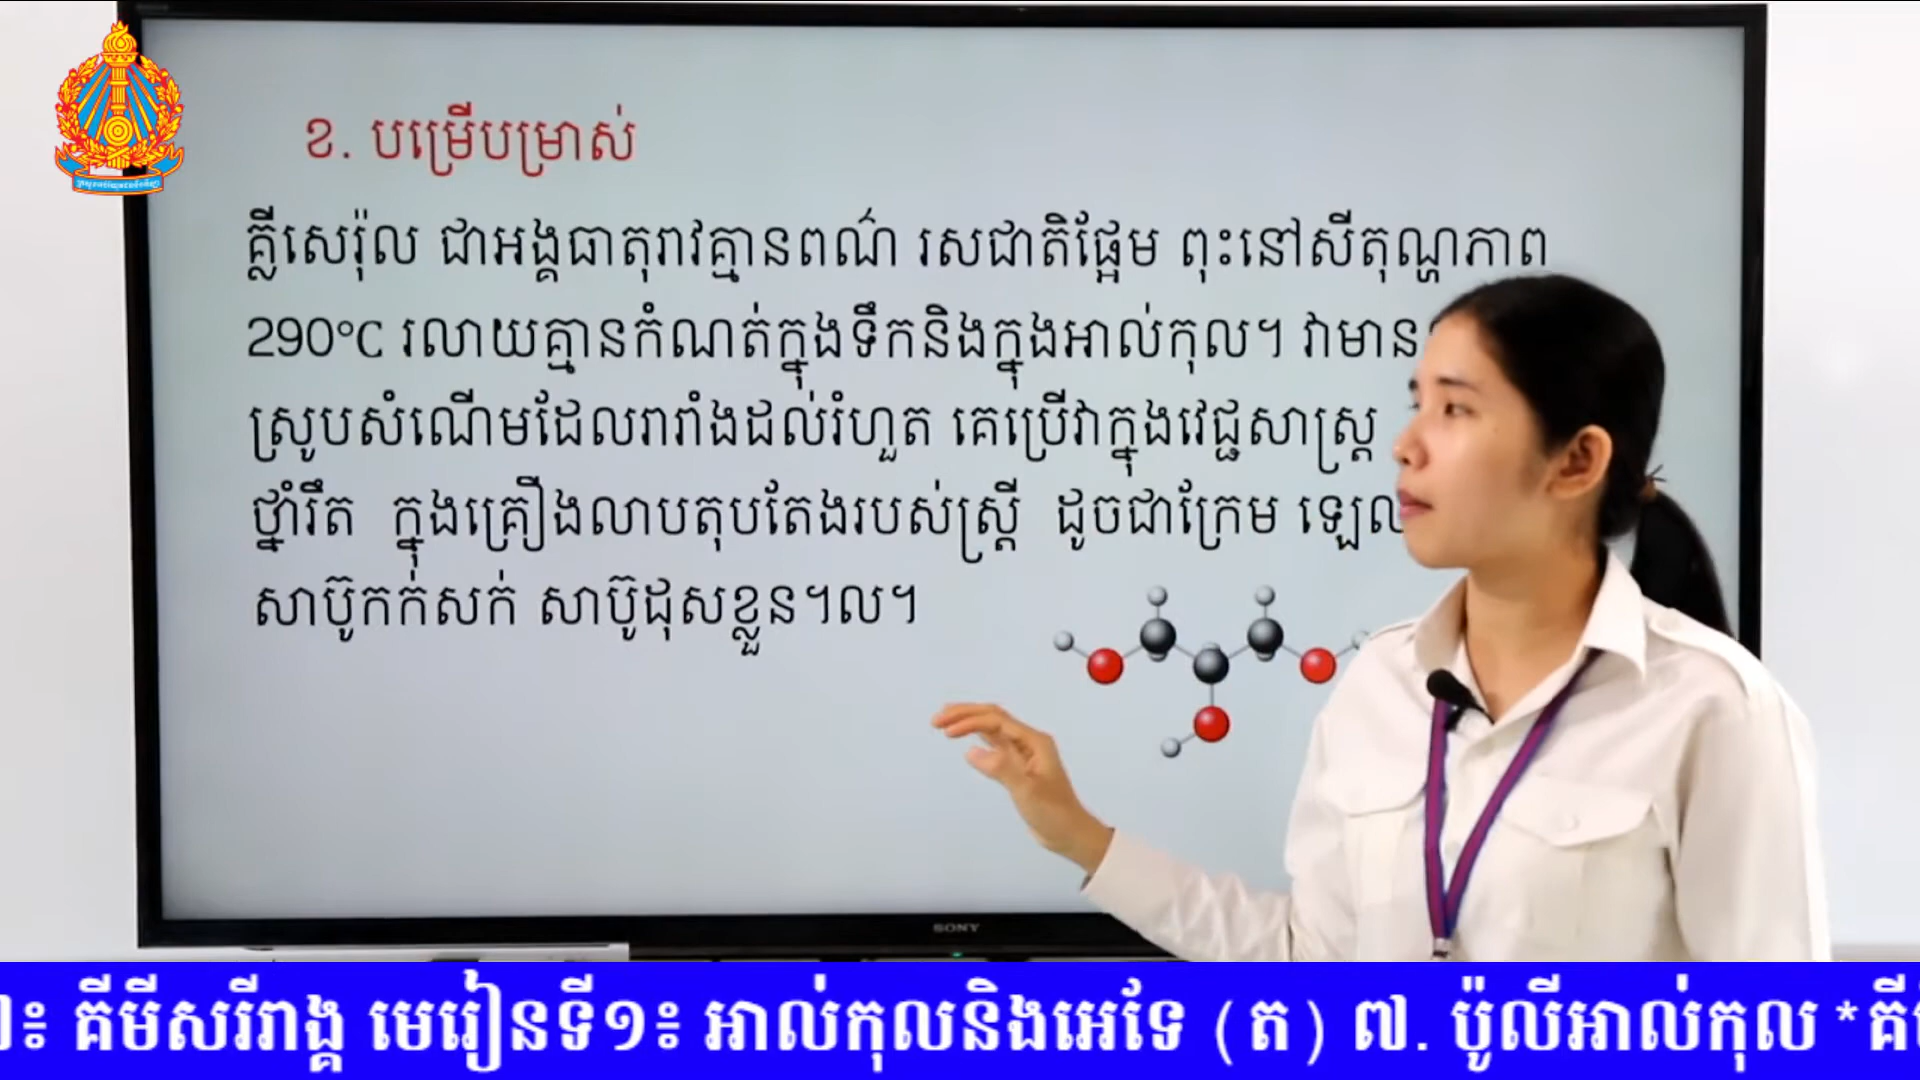 ខ. បម្រើបម្រាស់
គ្លីសេរ៉ុល ជាអង្គធាតុរាវគ្មានពណ៌ រសជាតិផ្អែម ពុះនៅសីតុណ្ហភាព
290°C រលាយគ្មានកំណត់ក្នុងទឹកនិងក្នុងអាល់កុល។ វាមាន
ស្រូបសំណើមដែលរារាំងដល់រំហួត គេប្រើវាក្នុងវេជ្ជសាស្ត្រ
ថ្នាំរឹត ក្នុងគ្រឿងលាបតុបតែងរបស់ស្ត្រី ដូចជាក្រែម
សាប៊ូកក់សក់ សាប៊ូដុសខ្លួន។ល។
SONY
គីមីសរីរាង្គ មេរៀនទី១៖ អាល់កុលនិងអេទែ (ត) ៧. ប៉ូលីអាល់កុល *